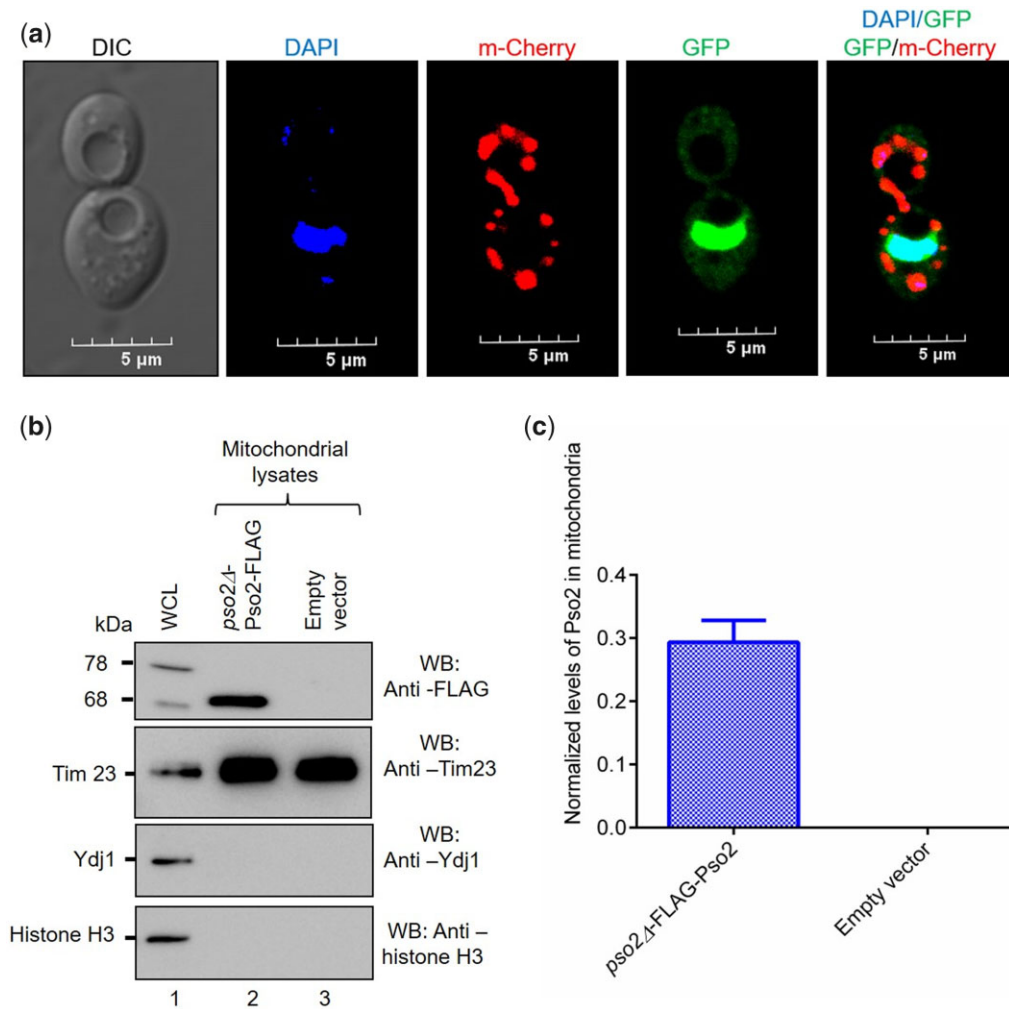 (a)
DIC
DAPI
m-Cherry
GFP
DAPI/GFP
GFP/m-Cherry
5 µm
5 µm
5 µm
5 µm
5 µm
(b)
Mitochondrial
lysates
WCL
pso2Δ-
Pso2-FLAG
Empty
vector
kDa
78
68
WB:
Anti -FLAG
Tim 23
WB:
Anti –Tim23
Ydj1
WB:
Anti –Ydj1
Histone H3
WB: Anti –
histone H3
1 2 3
(c)
Normalized levels of Pso2 in mitochondria
0.4
0.3
0.2
0.1
0.0
pso2Δ-FLAG-Pso2
Empty vector